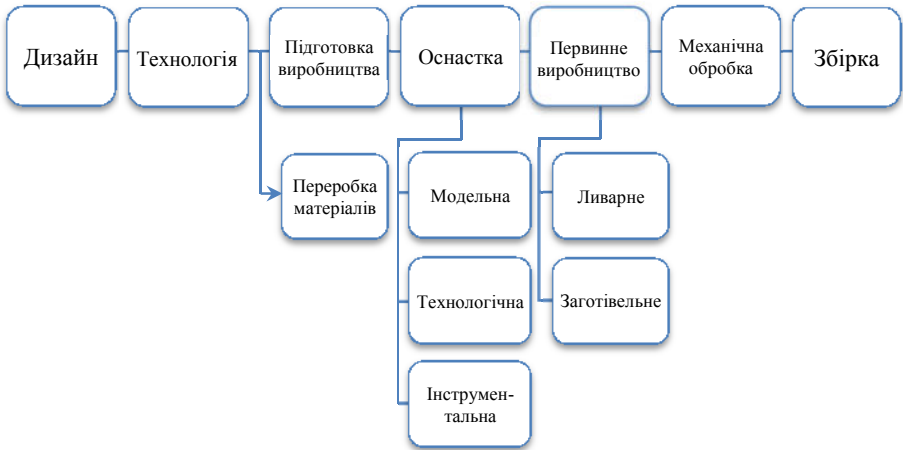 Дизайн
Технологія
Підготовка
виробництва
Оснастка
Первинне
виробництво
Механічна
обробка
Збірка
Переробка
матеріалів
Модельна
Ливарне
Технологічна
Заготівельне
Інструмен-
тальна